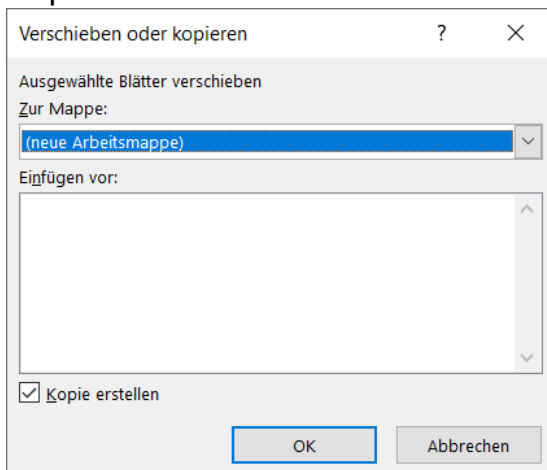 Verschieben oder kopieren ?
Ausgewählte Blätter verschieben
Zur Mappe:
(neue Arbeitsmappe)
Einfügen vor:
Kopie erstellen
OK Abbrechen